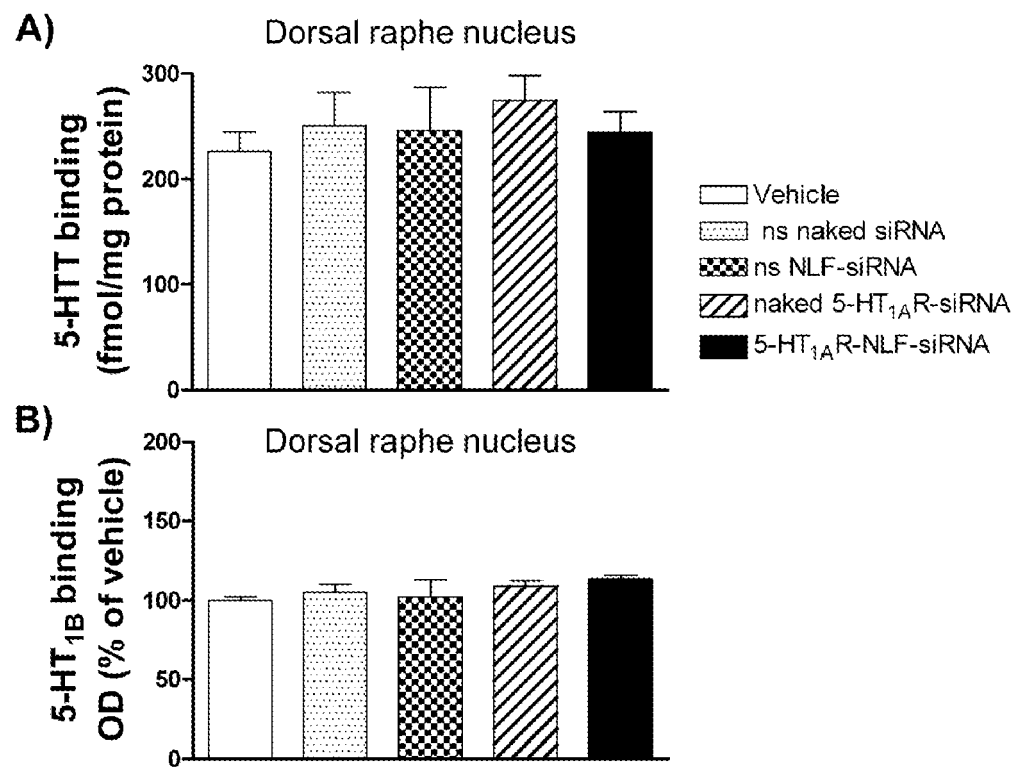 A)
Dorsal raphe nucleus
5-HTT binding
(fmol/mg protein)
300
200
100
0
Vehicle
ns naked siRNA
ns NLF-siRNA
naked 5-HT1AR-siRNA
5-HT1AR-NLF-siRNA
B)
Dorsal raphe nucleus
5-HT1B binding
OD (% of vehicle)
200
150
100
50
0